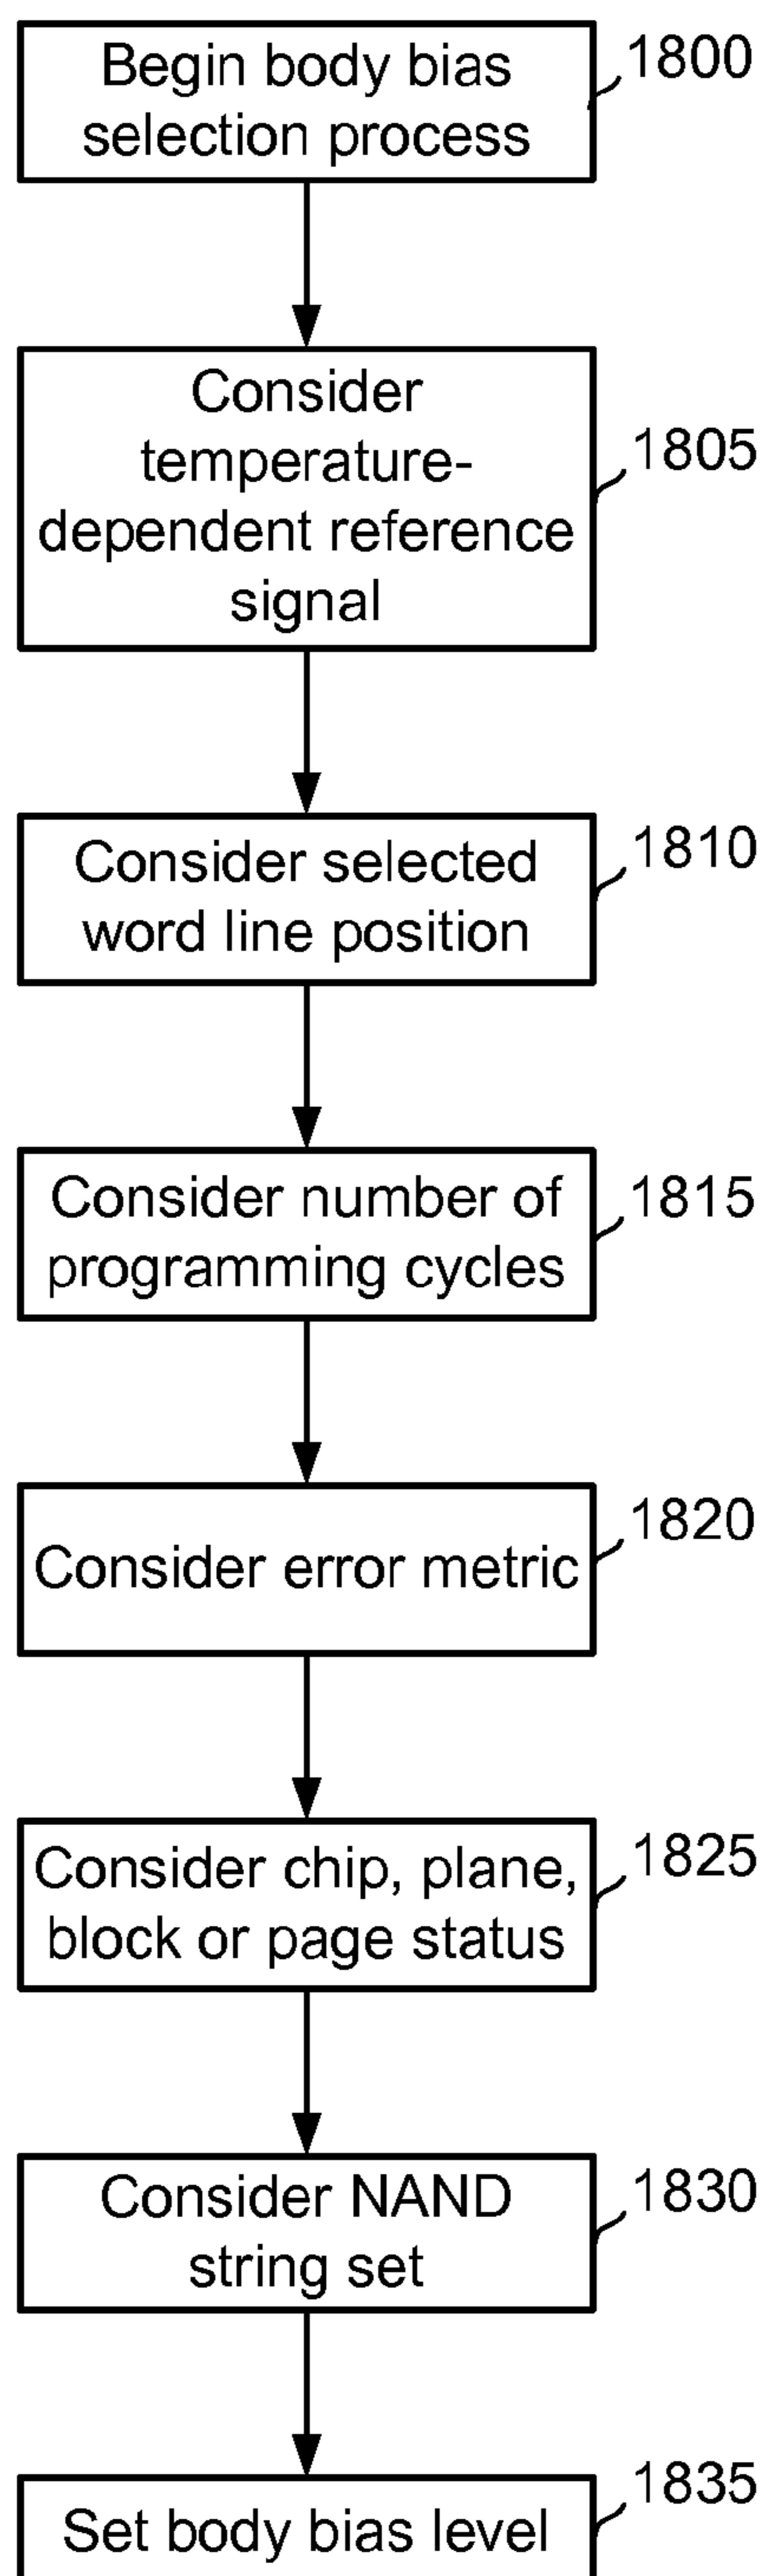 Begin body bias
selection process
1800
Consider
temperature-
dependent reference
signal
1805
Consider selected
word line position
1810
Consider number of
programming cycles
1815
Consider error metric
1820
Consider chip, plane,
block or page status
1825
Consider NAND
string set
1830
Set body bias level
1835